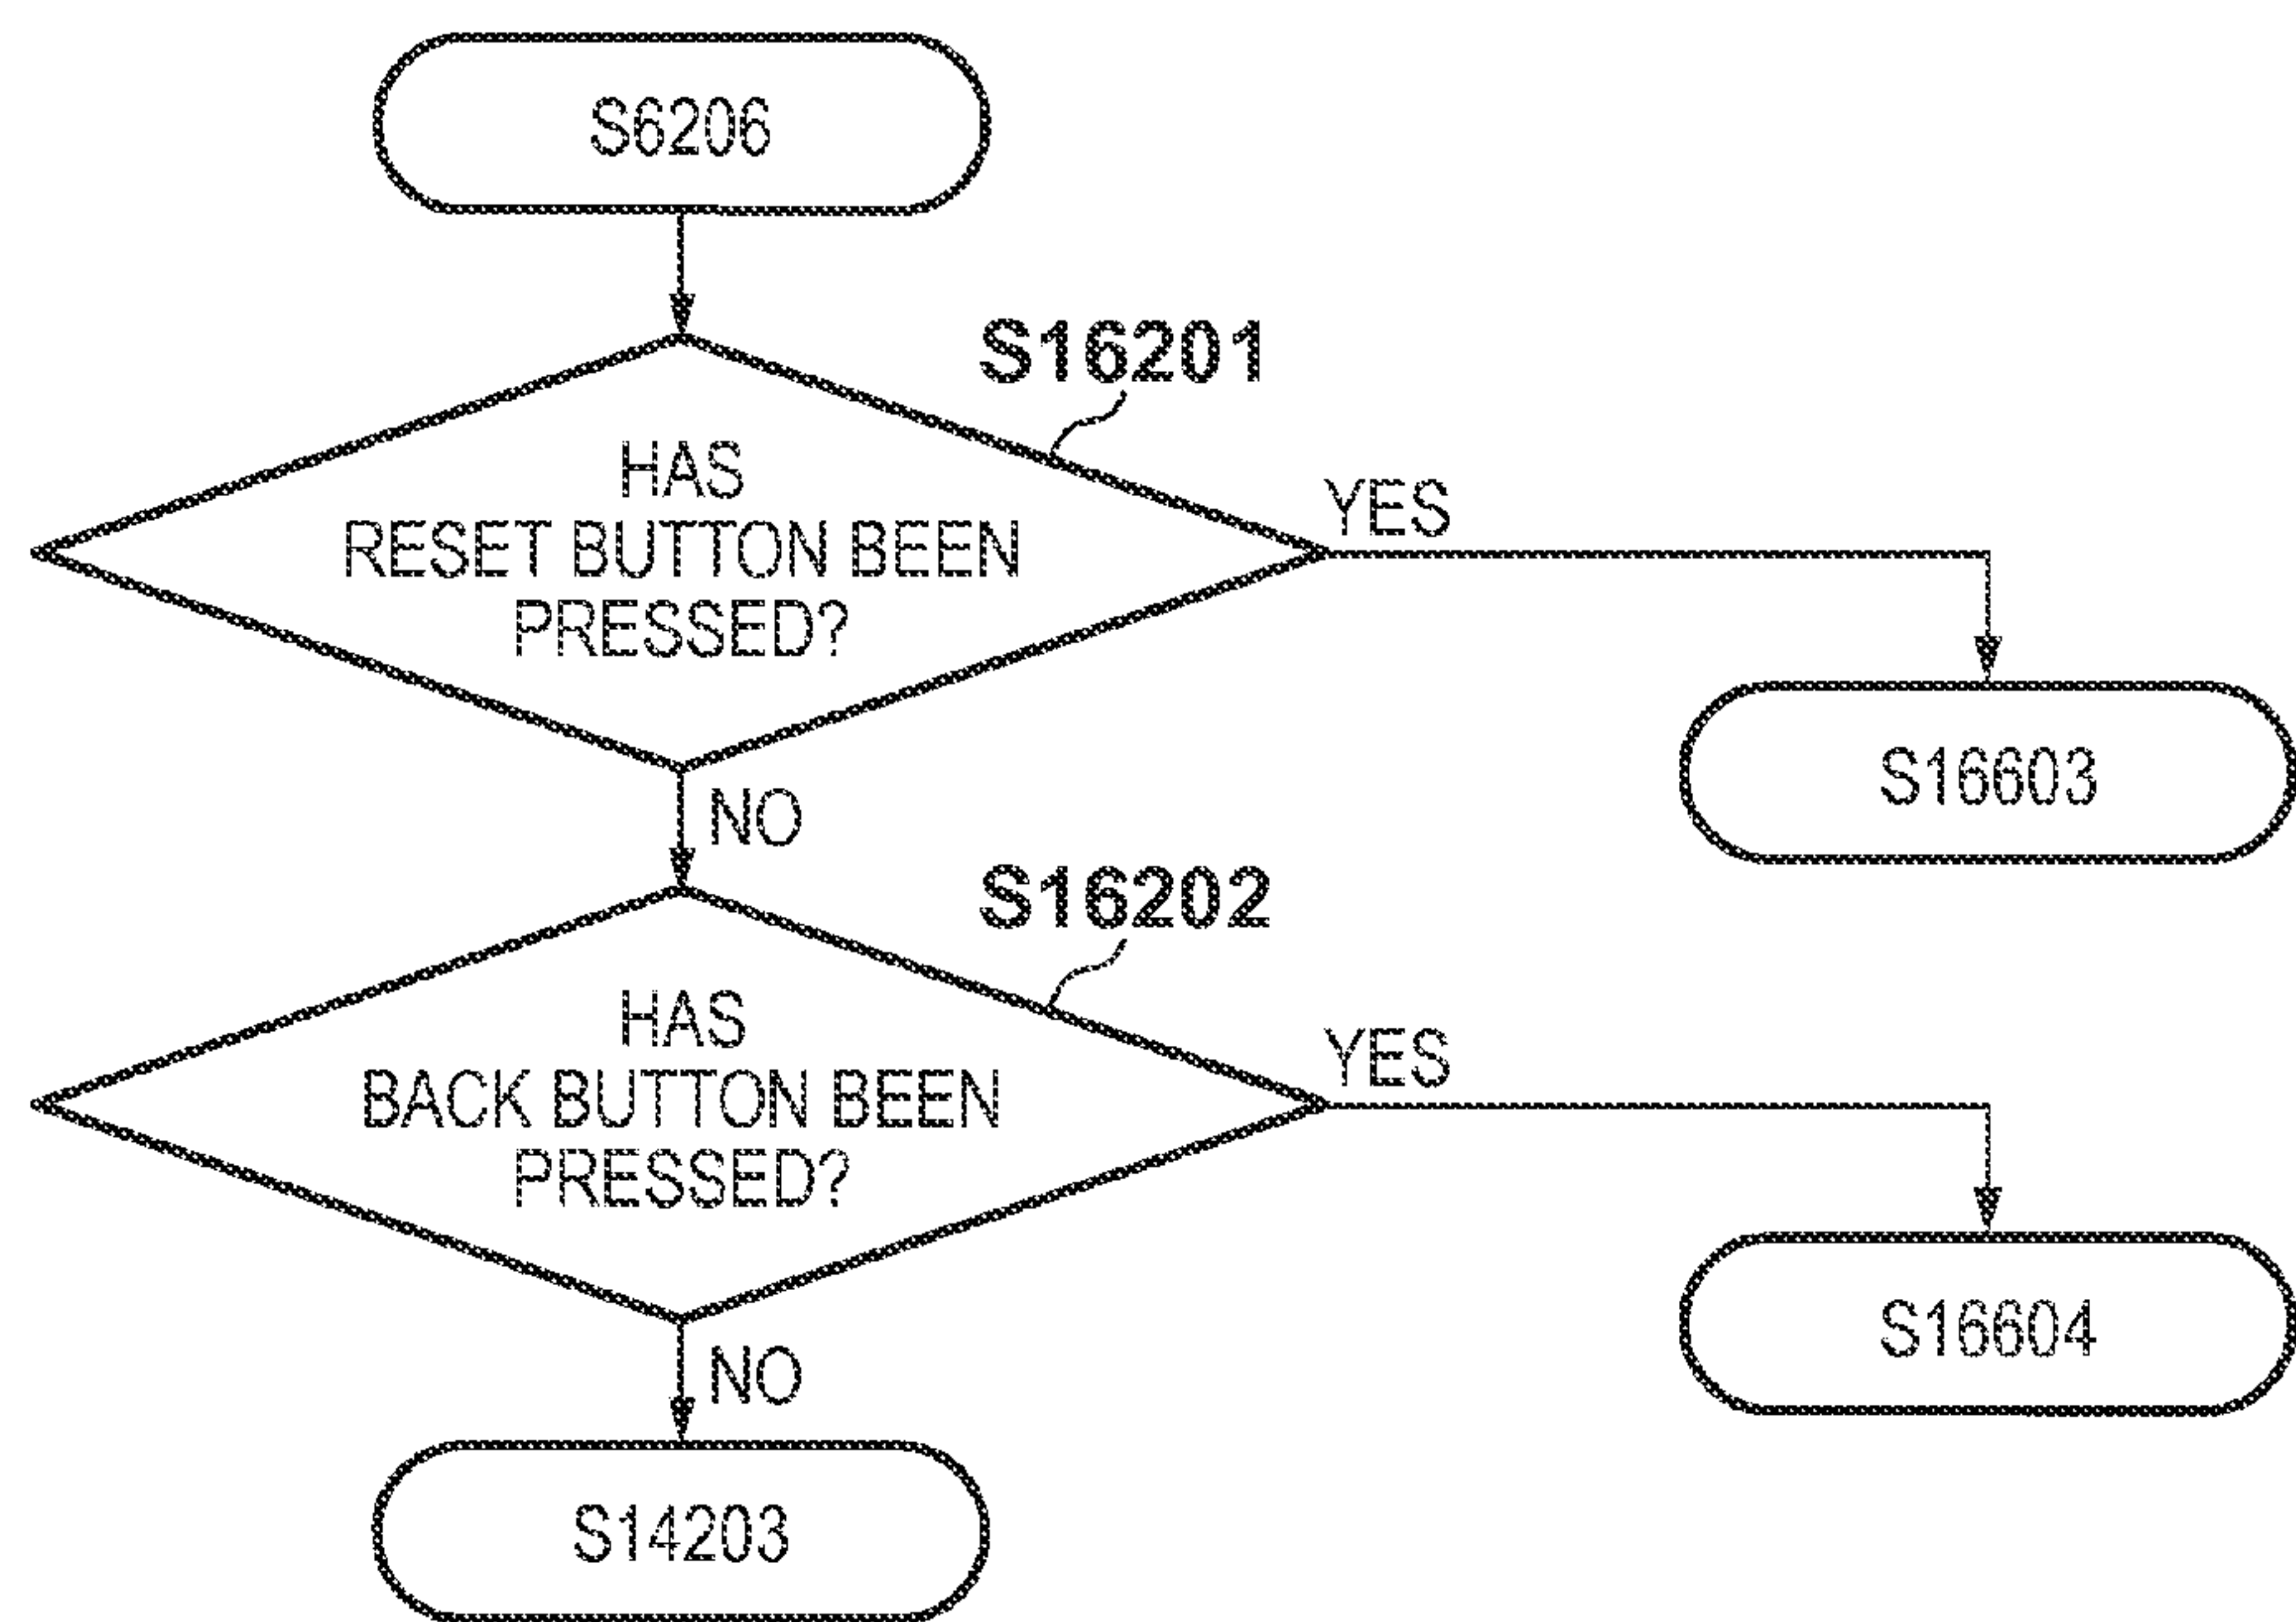 S6206
S16201
HAS
RESET BUTTON BEEN
PRESSED?
YES
S16603
NO
S16202
HAS
BACK BUTTON BEEN
PRESSED?
YES
S16604
NO
S14203